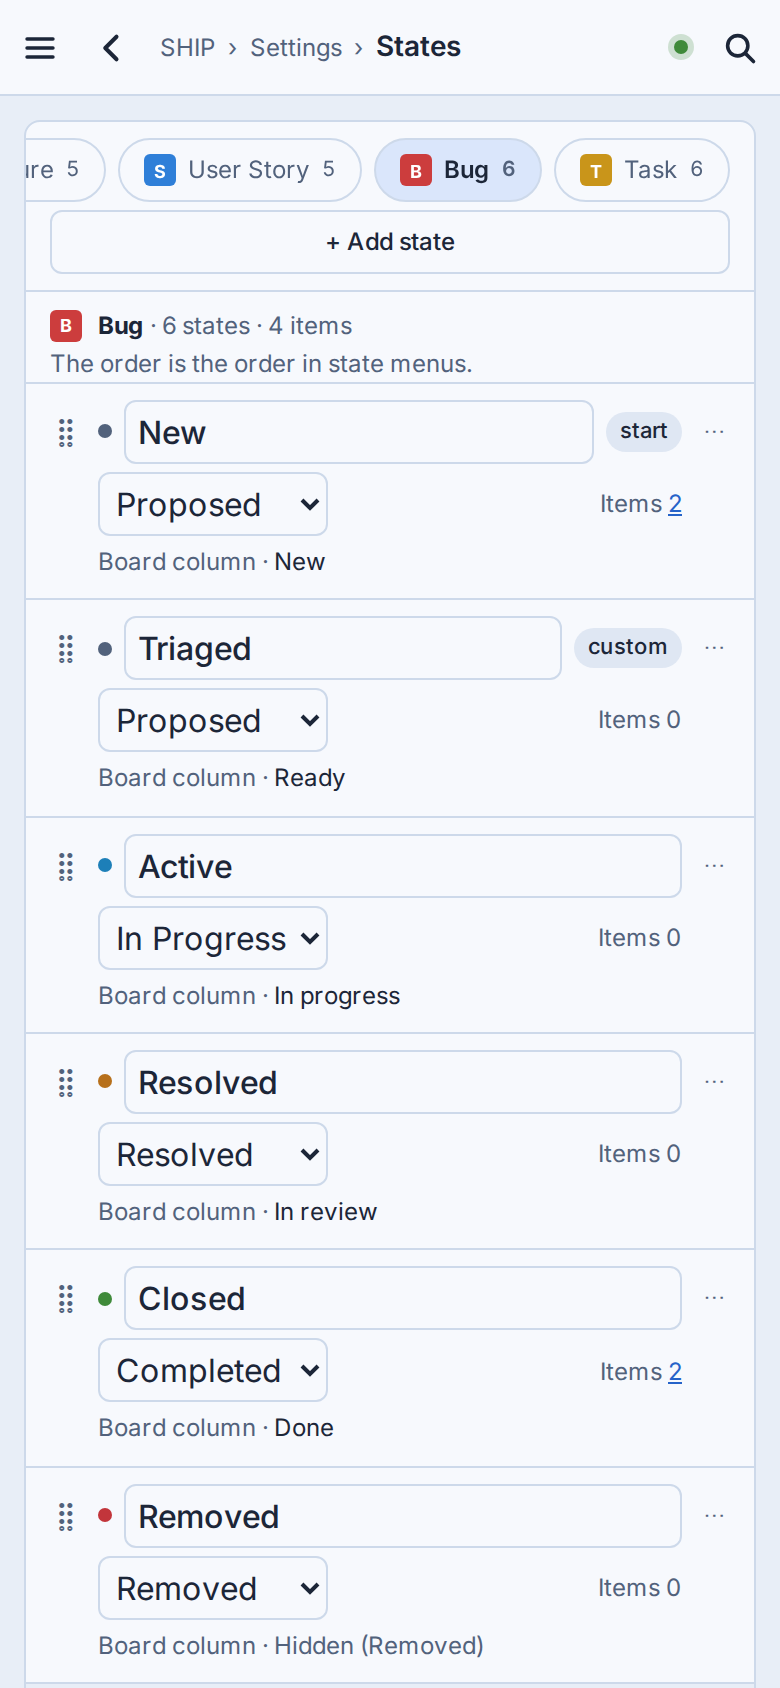 SHIP › Settings › States
ure 5 S User Story 5 B Bug 6 T Task 6
+ Add state
B Bug · 6 states · 4 items
The order is the order in state menus.
New start ...
Proposed Items 2
Board column · New
Triaged custom ...
Proposed Items 0
Board column · Ready
Active ...
In Progress Items 0
Board column · In progress
Resolved ...
Resolved Items 0
Board column · In review
Closed ...
Completed Items 2
Board column · Done
Removed ...
Removed Items 0
Board column · Hidden (Removed)